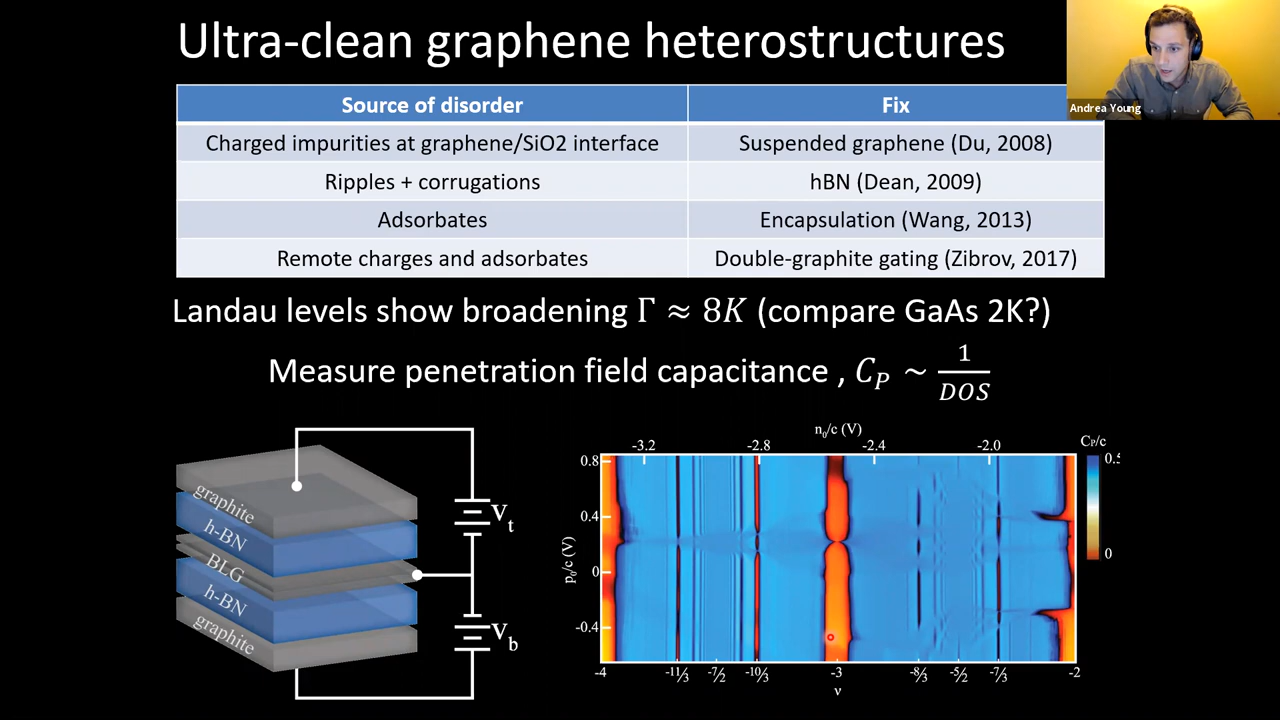 Ultra-clean graphene heterostructures
Andrea Young
Source of disorder Fix
Charged impurities at graphene/SiO2 interface Suspended graphene (Du, 2008)
Ripples + corrugations hBN (Dean, 2009)
Adsorbates Encapsulation (Wang, 2013)
Remote charges and adsorbates Double-graphite gating (Zibrov, 2017)
Landau levels show broadening Γ ≈ 8K (compare GaAs 2K?)
Measure penetration field capacitance , C_P ~ 1/DOS
graphite
h-BN
BLG
h-BN
graphite
V_t
V_b
n₀/c (V)
-3.2 -2.8 -2.4 -2.0
p₀/c (V)
0.8
0.4
0
-0.4
-4 -11⁄3 -7⁄2 -10⁄3 -3 -8⁄3 -5⁄2 -7⁄3 -2
ν
C_P/c
0.5
0